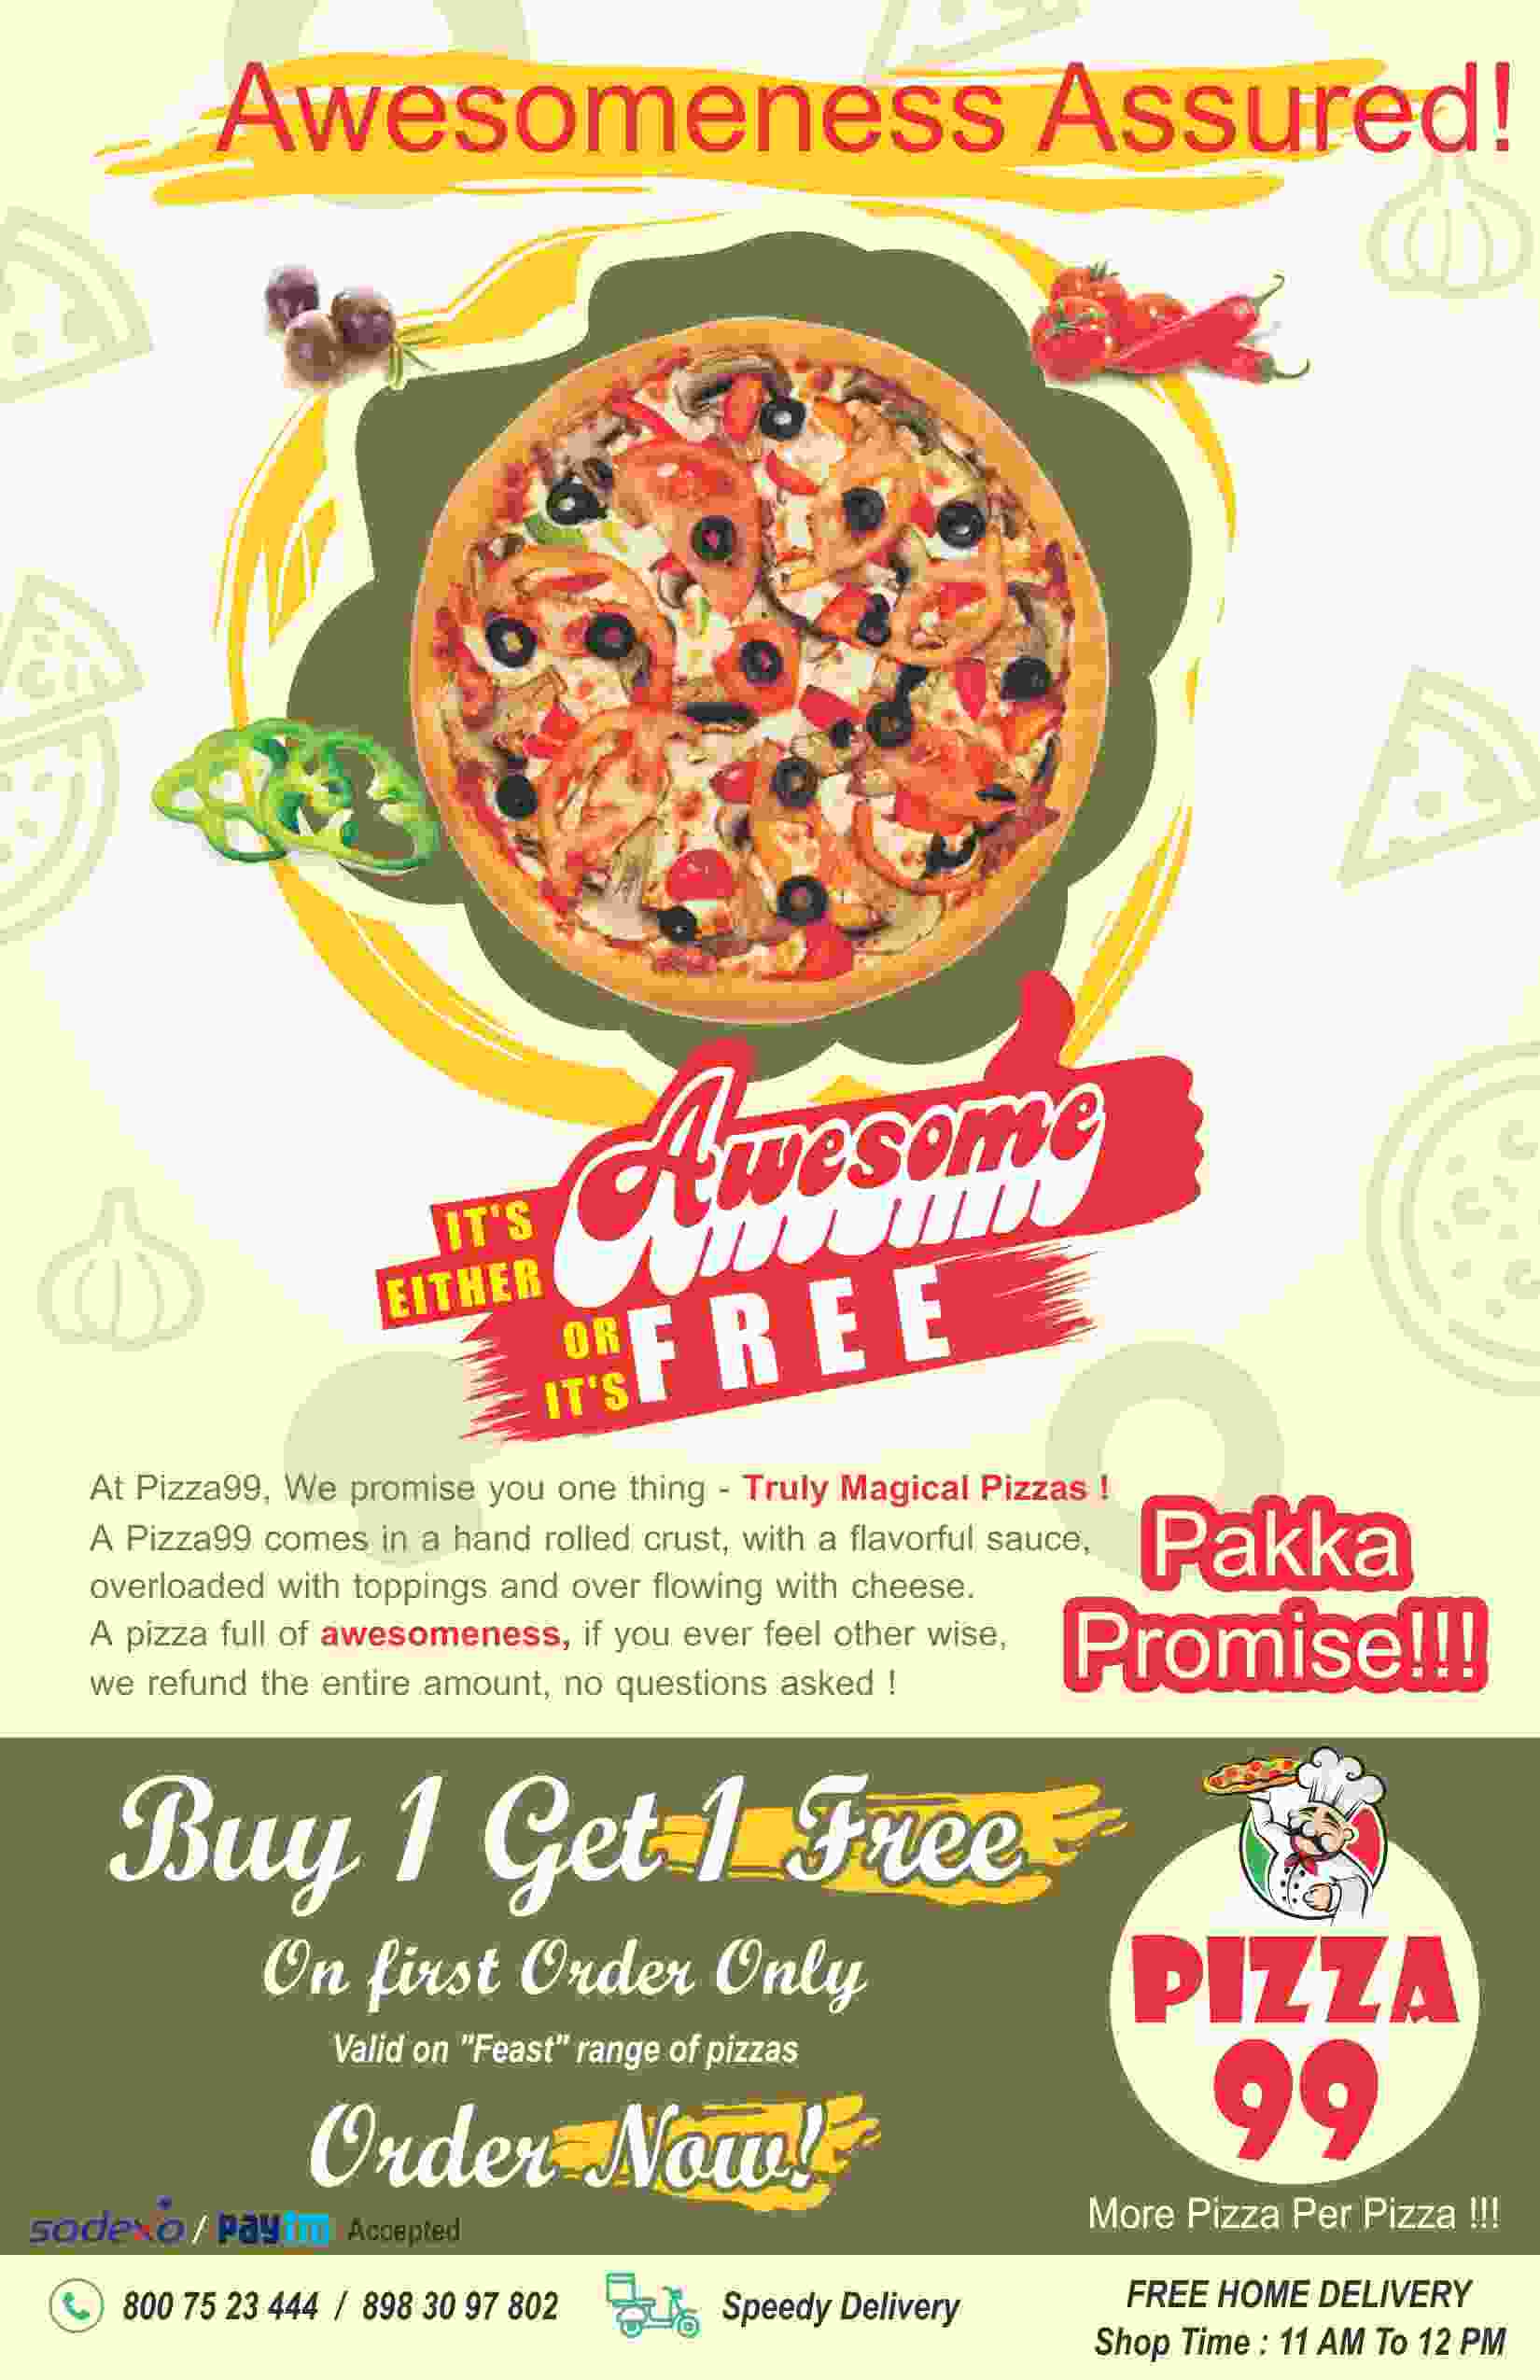 Awesomeness Assured!
IT'S
EITHER
Awesome
OR
IT'S
FREE
At Pizza99, We promise you one thing - Truly Magical Pizzas !
A Pizza99 comes in a hand rolled crust, with a flavorful sauce,
overloaded with toppings and over flowing with cheese.
A pizza full of awesomeness, if you ever feel other wise,
we refund the entire amount, no questions asked !
Pakka
Promise!!!
Buy 1 Get 1 Free
On first Order Only
Valid on "Feast" range of pizzas
Order Now!
sodexo / paytm Accepted
PIZZA
99
More Pizza Per Pizza !!!
800 75 23 444 / 898 30 97 802
Speedy Delivery
FREE HOME DELIVERY
Shop Time : 11 AM To 12 PM